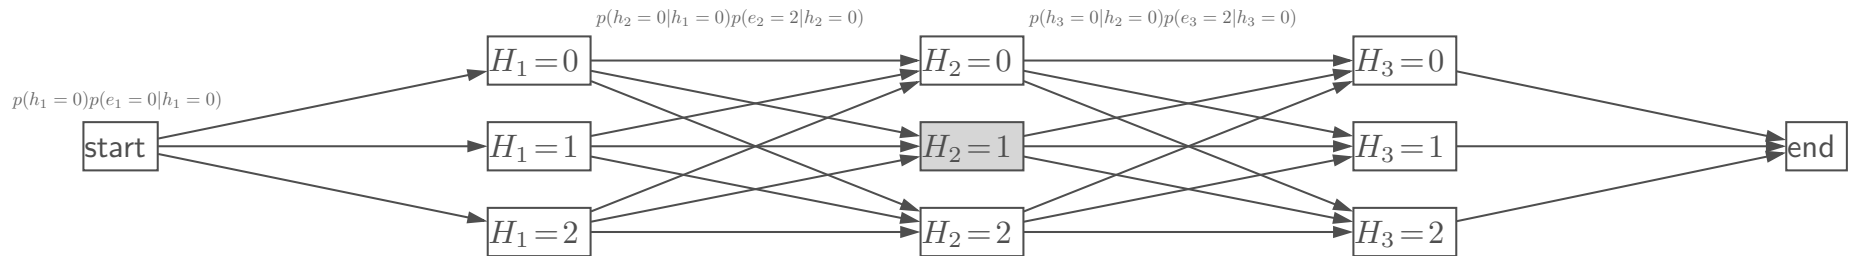 p(h₂ = 0|h₁ = 0)p(e₂ = 2|h₂ = 0) p(h₃ = 0|h₂ = 0)p(e₃ = 2|h₃ = 0)
H₁ = 0 H₂ = 0 H₃ = 0
p(h₁ = 0)p(e₁ = 0|h₁ = 0)
start H₁ = 1 H₂ = 1 H₃ = 1 end
H₁ = 2 H₂ = 2 H₃ = 2